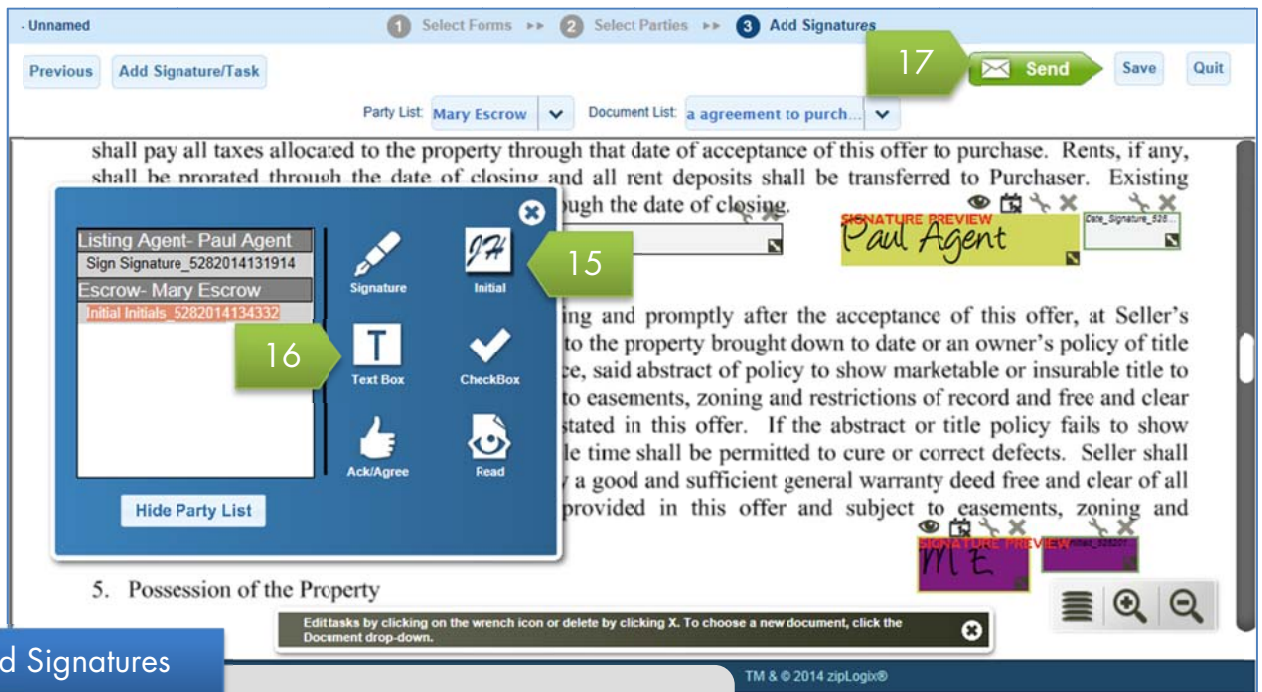 - Unnamed
1 Select Forms ►► 2 Select Parties ►► 3 Add Signatures
17
Previous Add Signature/Task Send Save Quit
Party List: Mary Escrow Document List: a agreement to purch...
shall pay all taxes allocated to the property through that date of acceptance of this offer to purchase. Rents, if any,
shall be prorated through the date of closing and all rent deposits shall be transferred to Purchaser. Existing
ough the date of closing.
SIGNATURE PREVIEW
Paul Agent
Date_Signature_528...
Listing Agent- Paul Agent
Sign Signature_5282014131914
Escrow- Mary Escrow
Initial Initials_5282014134332
Signature
JH
Initial
15
16
T
Text Box
CheckBox
Ack/Agree
Read
Hide Party List
ing and promptly after the acceptance of this offer, at Seller's
to the property brought down to date or an owner's policy of title
ce, said abstract of policy to show marketable or insurable title to
to easements, zoning and restrictions of record and free and clear
stated in this offer. If the abstract or title policy fails to show
le time shall be permitted to cure or correct defects. Seller shall
y a good and sufficient general warranty deed free and clear of all
provided in this offer and subject to easements, zoning and
SIGNATURE PREVIEW
M E
5. Possession of the Property
Edit tasks by clicking on the wrench icon or delete by clicking X. To choose a new document, click the
Document drop-down.
d Signatures
TM & © 2014 zipLogix®